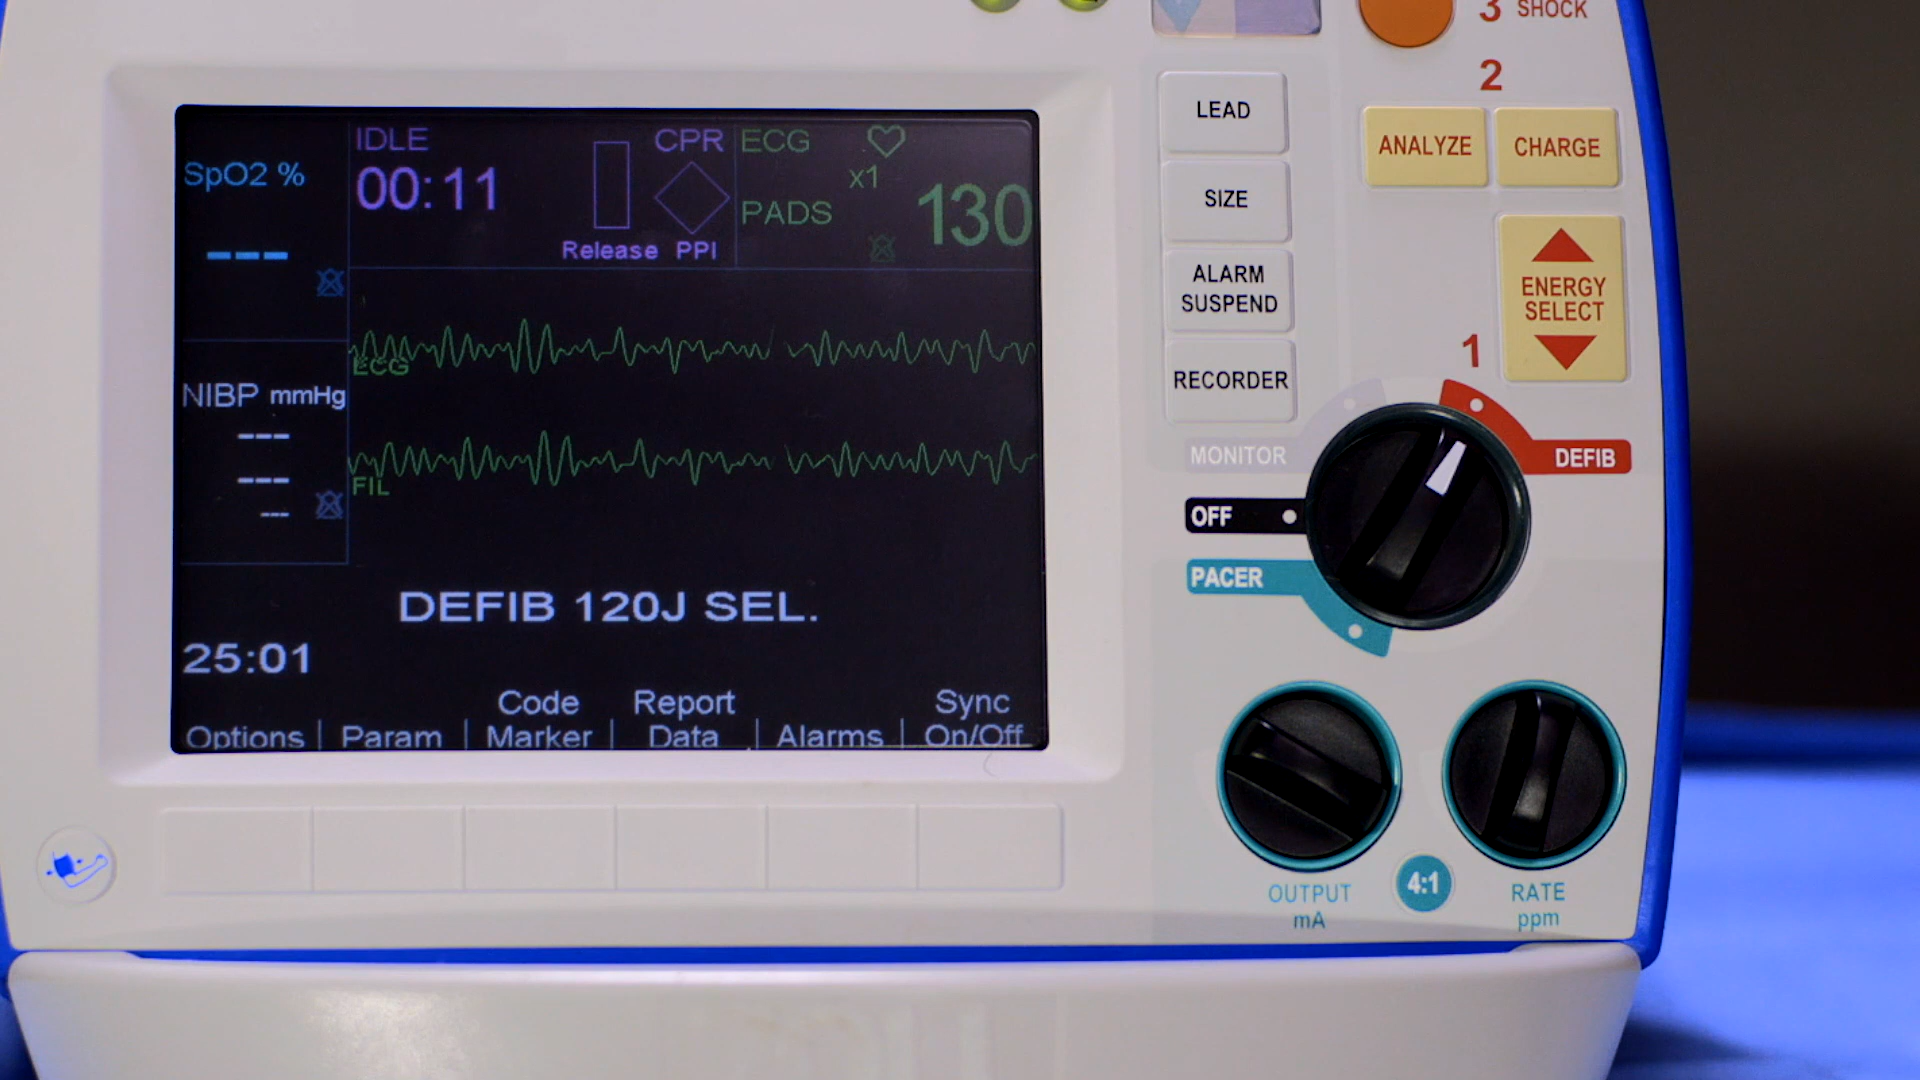 3 SHOCK
2
ANALYZE CHARGE
ENERGY
SELECT
1
DEFIB
LEAD
SIZE
ALARM
SUSPEND
RECORDER
MONITOR
OFF
PACER
OUTPUT
mA
4:1
RATE
ppm
SpO2 %
---
NIBP mmHg
---
---
---
IDLE
00:11
CPR
Release PPI
ECG
x1
PADS
130
ECG
FIL
DEFIB 120J SEL.
25:01
Options
Param
Code
Marker
Report
Data
Alarms
Sync
On/Off